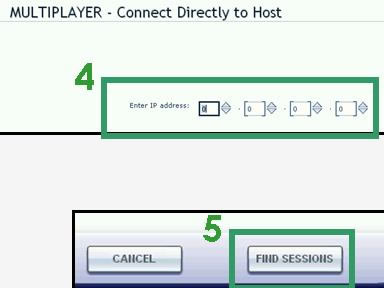 MULTIPLAYER - Connect Directly to Host
4
Enter IP address: 0 . 0 . 0 . 0
5
CANCEL FIND SESSIONS